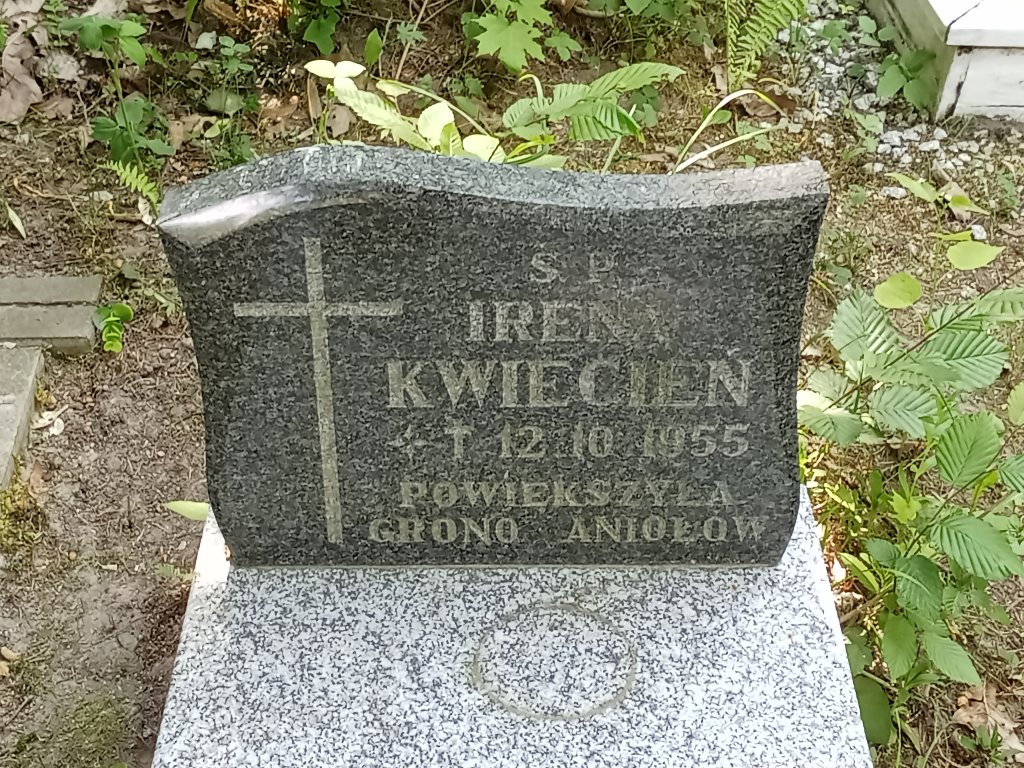 Ś. P.
IRENA
KWIECIEŃ
* † 12.10.1955
POWIĘKSZYŁA
GRONO ANIOŁÓW